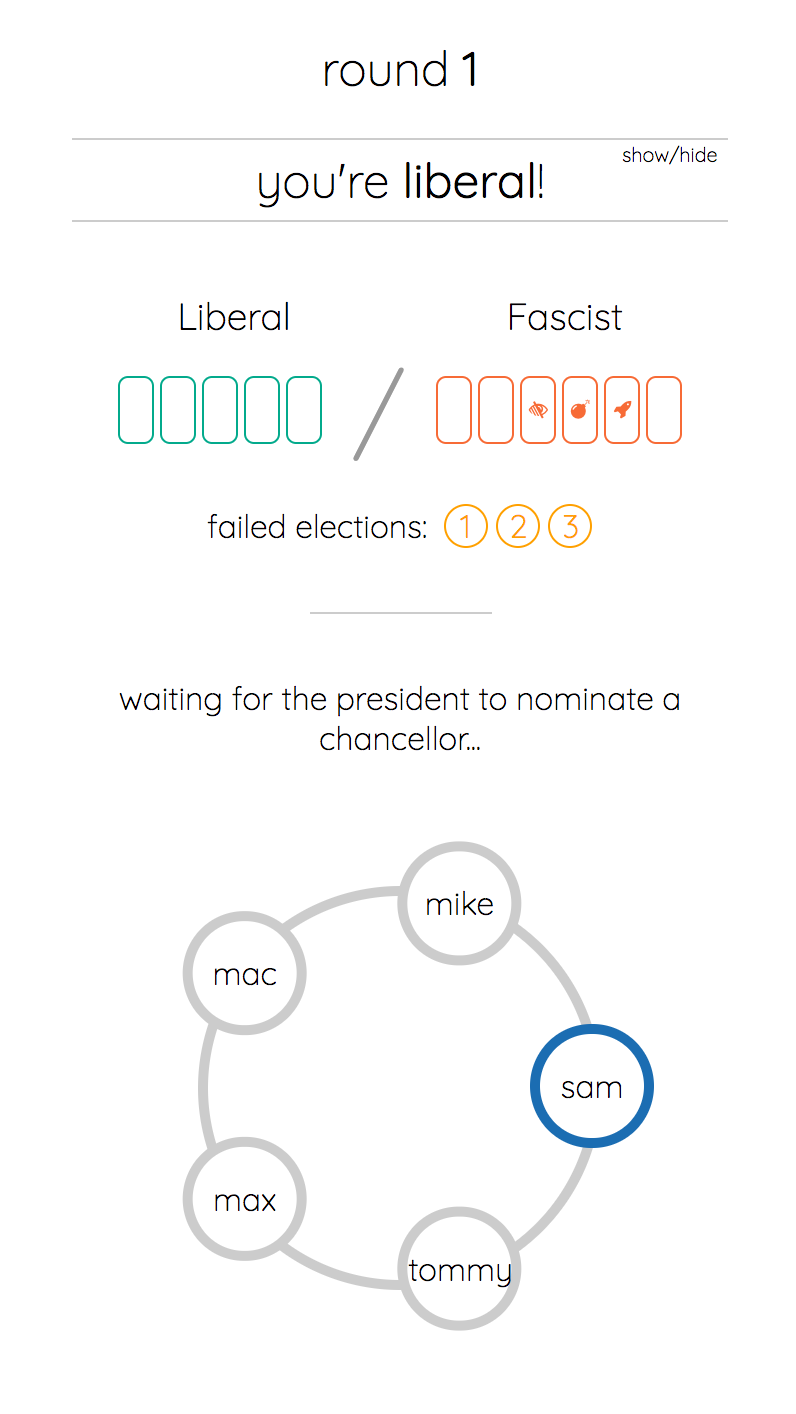 round 1
show/hide
you're liberal!
Liberal
Fascist
failed elections: 1 2 3
waiting for the president to nominate a
chancellor...
mike
mac
sam
max
tommy